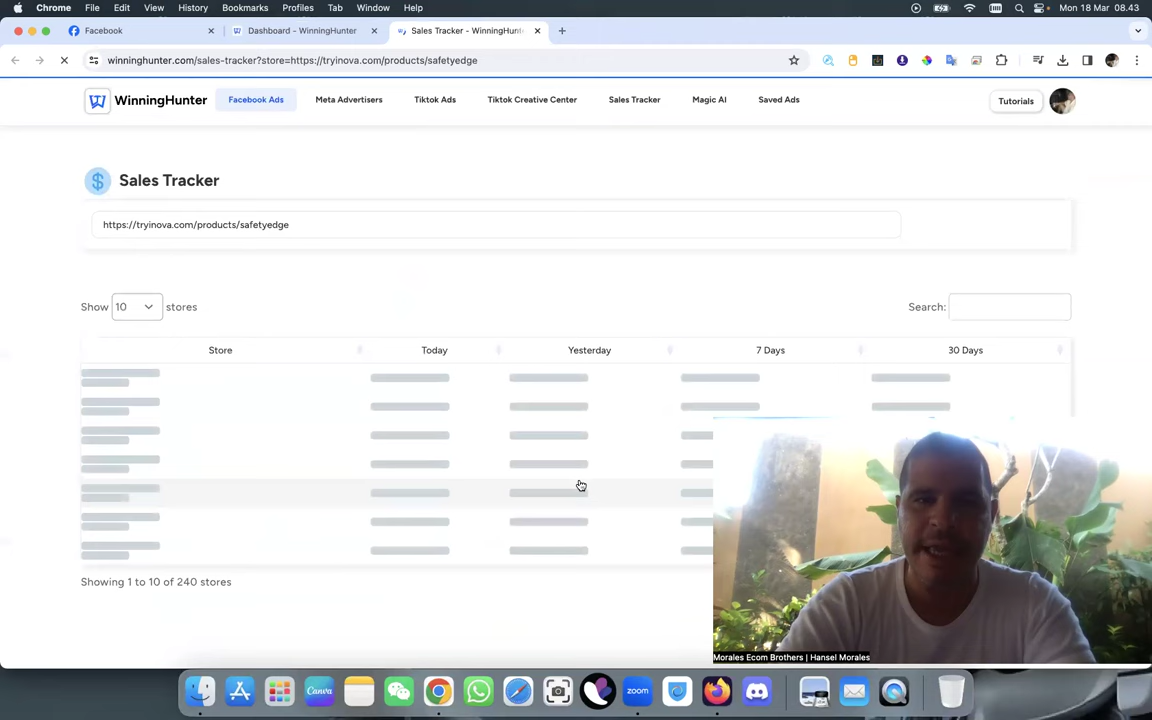 Chrome File Edit View History Bookmarks Profiles Tab Window Help Mon 18 Mar 08.43
Facebook Dashboard - WinningHunter Sales Tracker - WinningHunt
winninghunter.com/sales-tracker?store=https://tryinova.com/products/safetyedge
WinningHunter Facebook Ads Meta Advertisers Tiktok Ads Tiktok Creative Center Sales Tracker Magic AI Saved Ads Tutorials
Sales Tracker
https://tryinova.com/products/safetyedge
Show 10 stores Search:
Store Today Yesterday 7 Days 30 Days
Showing 1 to 10 of 240 stores
Morales Ecom Brothers | Hansel Morales
Canva zoom